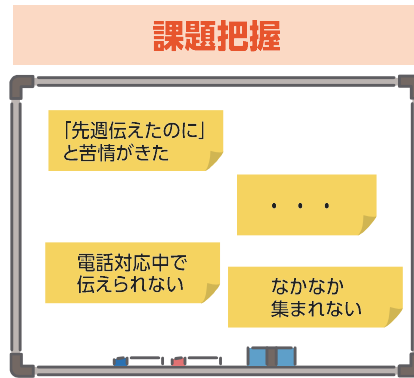 課題把握
「先週伝えたのに」
と苦情がきた
・・・
電話対応中で
伝えられない
なかなか
集まれない